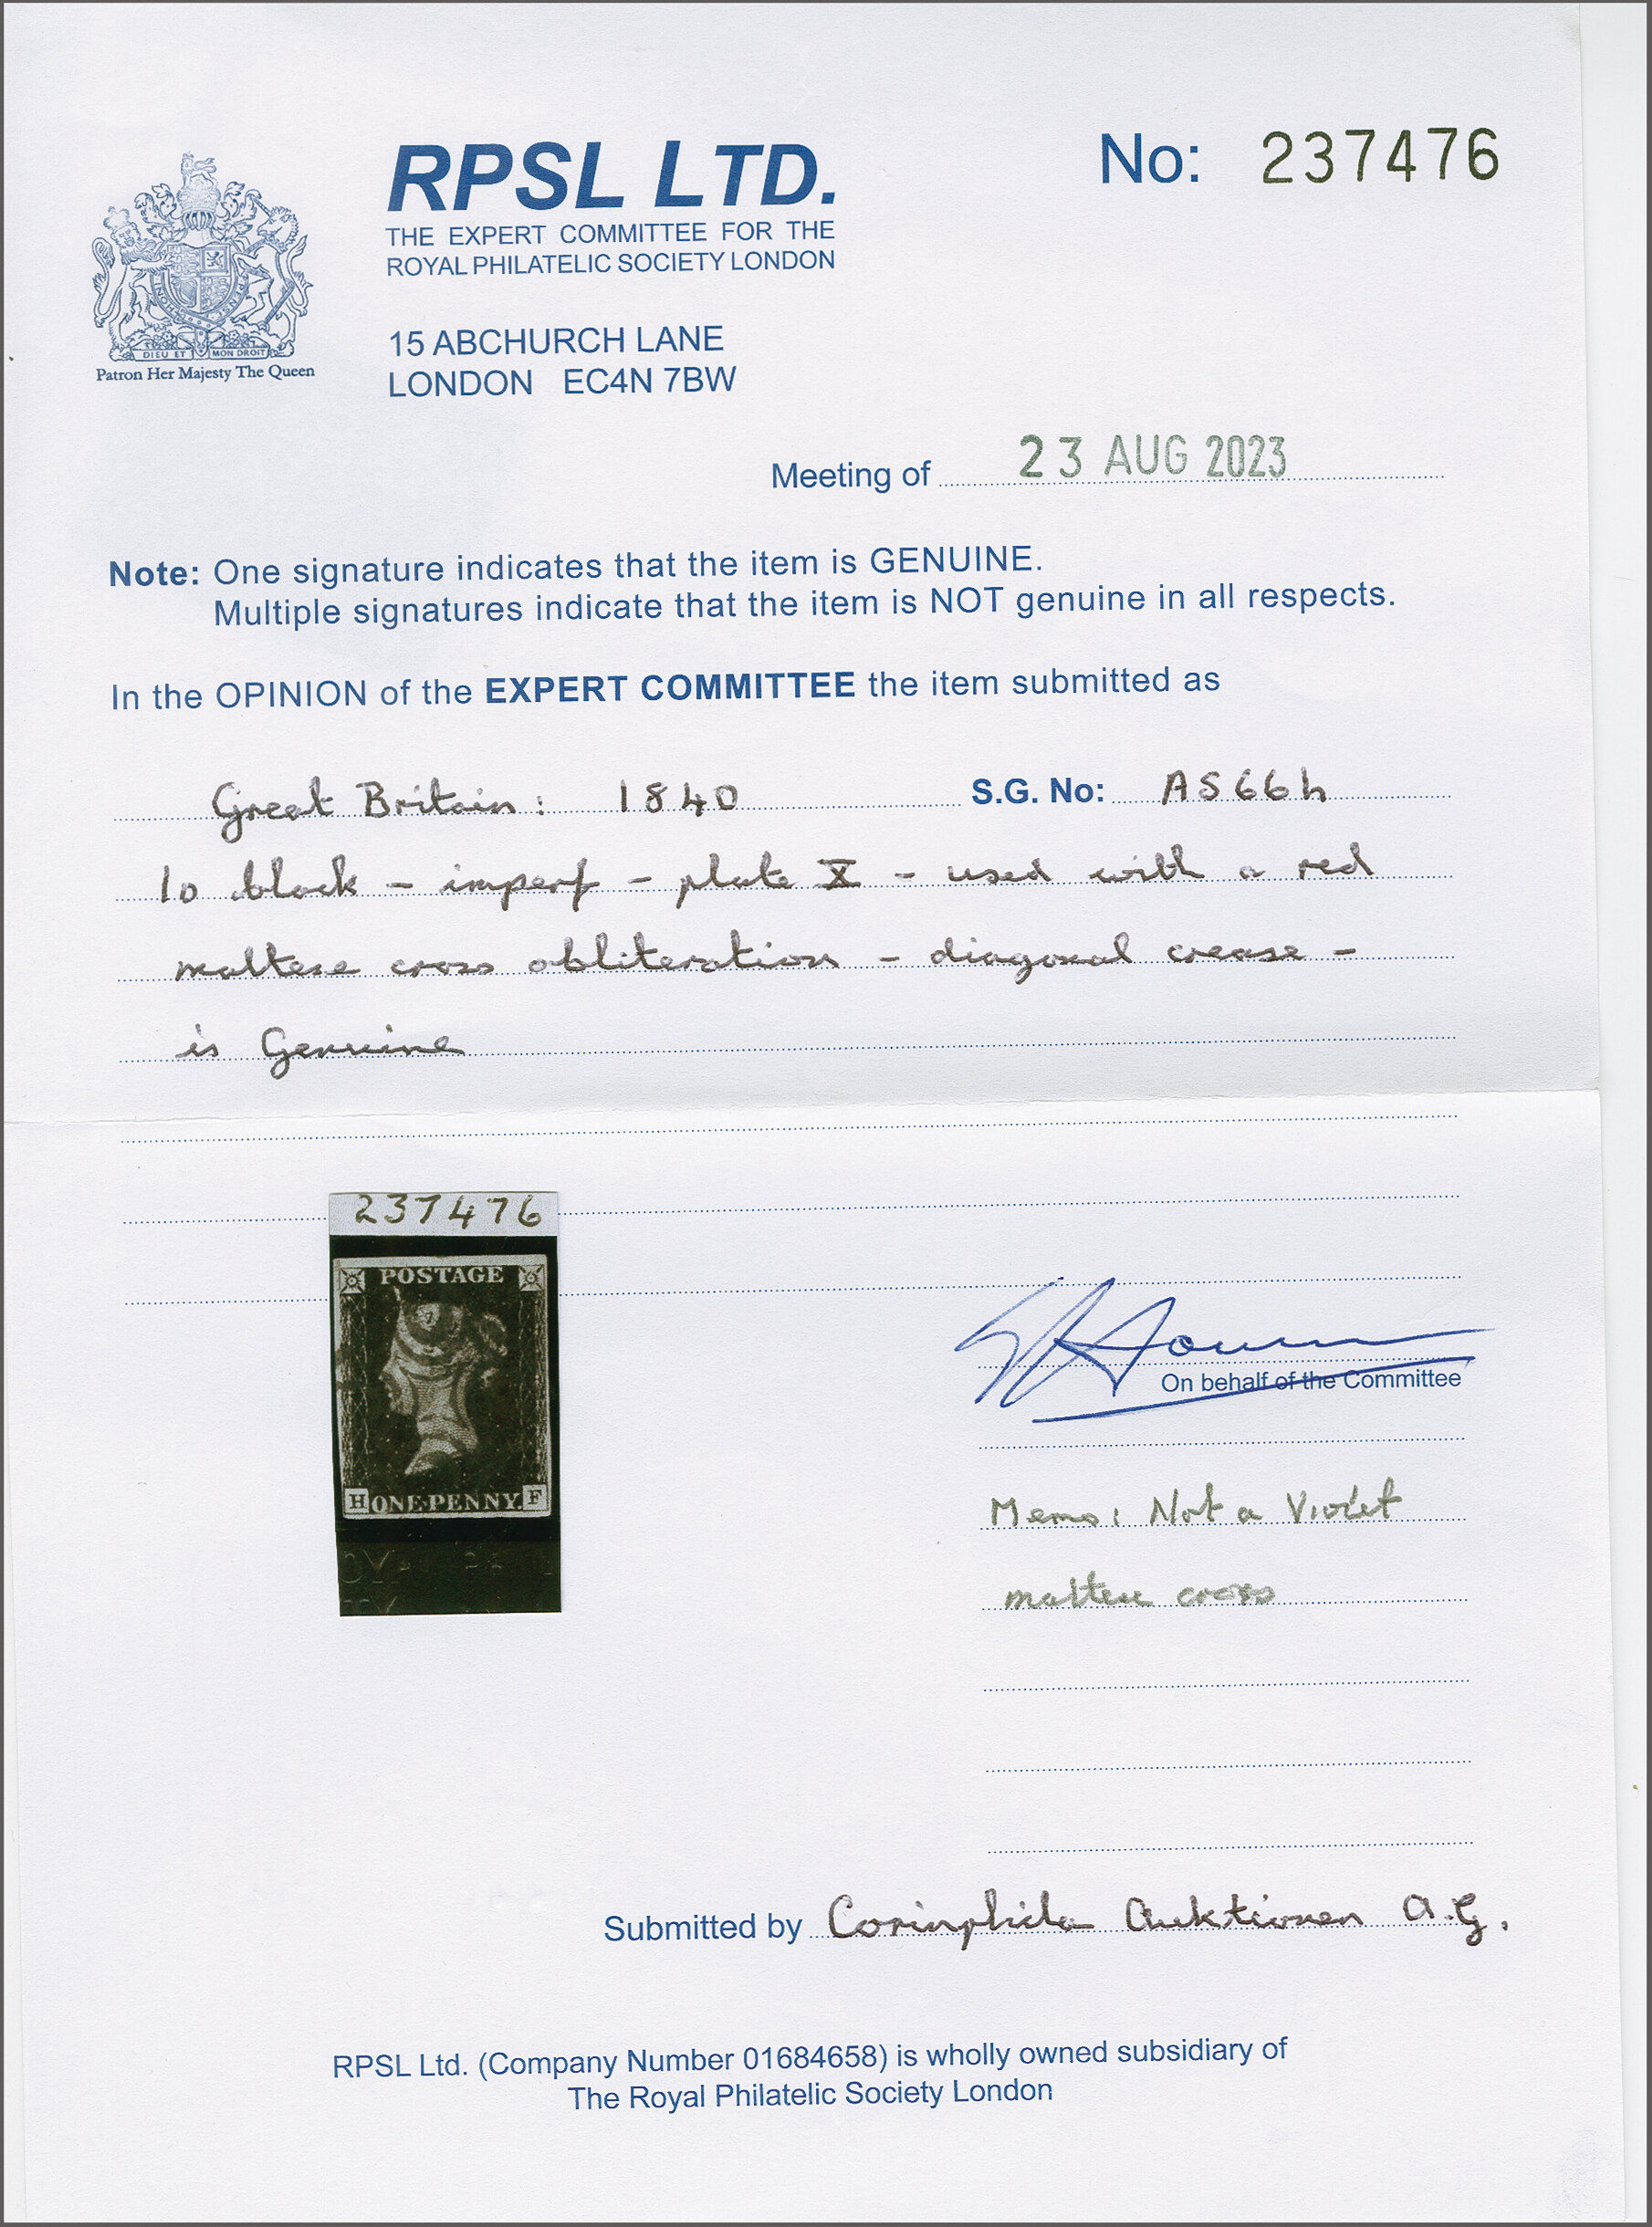 RPSL LTD.
THE EXPERT COMMITTEE FOR THE
ROYAL PHILATELIC SOCIETY LONDON
15 ABCHURCH LANE
LONDON EC4N 7BW
No: 237476
DIEU ET MON DROIT
Patron Her Majesty The Queen
Meeting of 23 AUG 2023
Note: One signature indicates that the item is GENUINE.
Multiple signatures indicate that the item is NOT genuine in all respects.
In the OPINION of the EXPERT COMMITTEE the item submitted as
Great Britain: 1840 S.G. No: AS66h
1d black - imperf - plate X - used with a red
maltese cross obliteration - diagonal crease -
is Genuine
237476
POSTAGE
H ONE PENNY. F
On behalf of the Committee
Memo: Not a Violet
maltese cross
Submitted by Corinphila Auktionen A.G.
RPSL Ltd. (Company Number 01684658) is wholly owned subsidiary of
The Royal Philatelic Society London